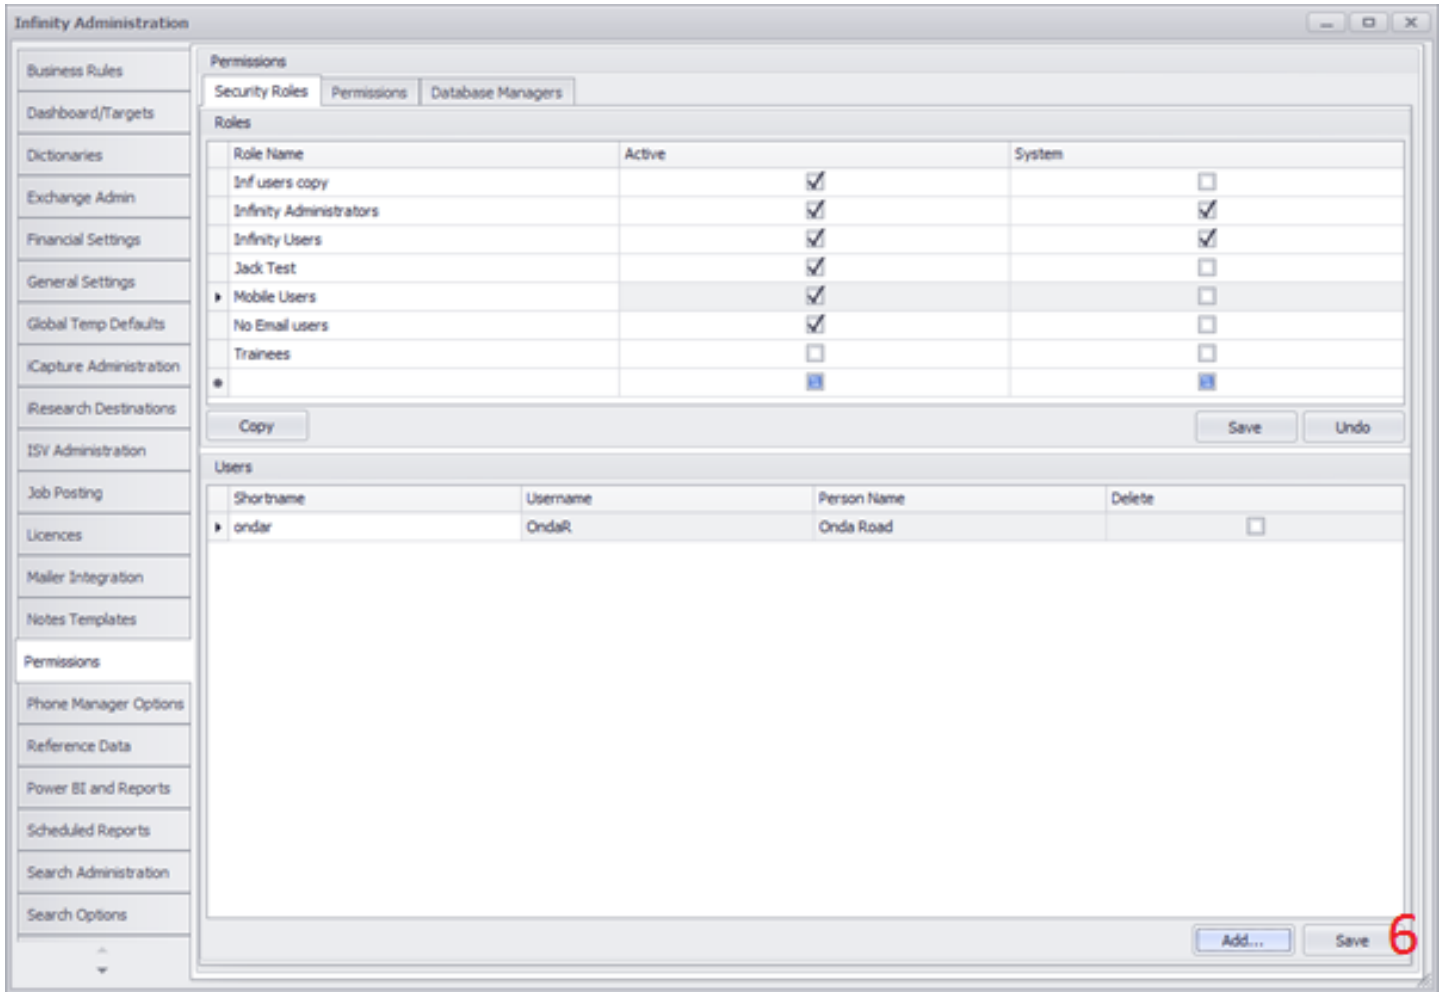 Infinity Administration
Business Rules
Dashboard/Targets
Dictionaries
Exchange Admin
Financial Settings
General Settings
Global Temp Defaults
iCapture Administration
iResearch Destinations
ISV Administration
Job Posting
Licences
Mailer Integration
Notes Templates
Permissions
Phone Manager Options
Reference Data
Power BI and Reports
Scheduled Reports
Search Administration
Search Options
Permissions
Security Roles Permissions Database Managers
Roles
Role Name Active System
Inf users copy
Infinity Administrators
Infinity Users
Jack Test
Mobile Users
No Email users
Trainees
Copy Save Undo
Users
Shortname Username Person Name Delete
ondar OndaR Onda Road
Add... Save 6